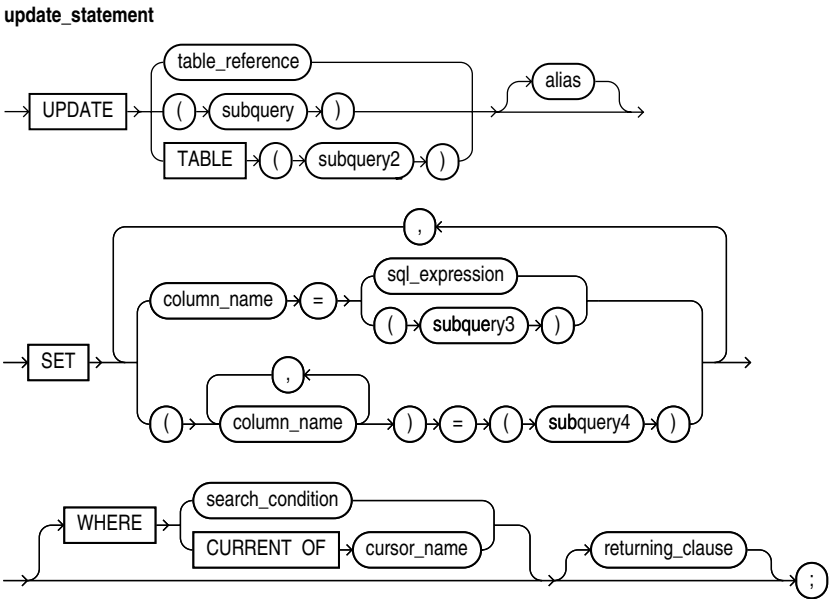 update_statement
table_reference
alias
UPDATE ( subquery )
TABLE ( subquery2 )
,
sql_expression
column_name =
( subquery3 )
SET
,
( column_name ) = ( subquery4 )
search_condition
WHERE
CURRENT OF cursor_name returning_clause
;